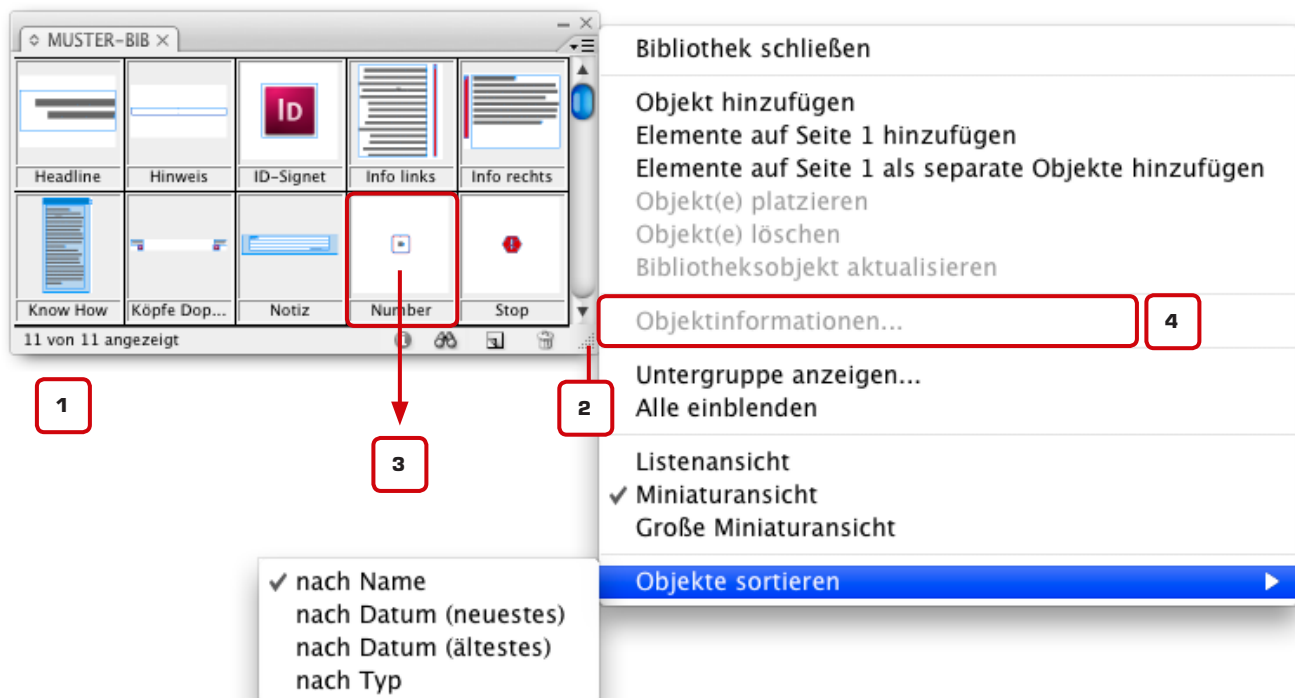 MUSTER-BIB
ID
Headline
Hinweis
ID-Signet
Info links
Info rechts
Know How
Köpfe Dop...
Notiz
Number
Stop
11 von 11 angezeigt
1
2
3
Bibliothek schließen
Objekt hinzufügen
Elemente auf Seite 1 hinzufügen
Elemente auf Seite 1 als separate Objekte hinzufügen
Objekt(e) platzieren
Objekt(e) löschen
Bibliotheksobjekt aktualisieren
Objektinformationen...
4
Untergruppe anzeigen...
Alle einblenden
Listenansicht
Miniaturansicht
Große Miniaturansicht
Objekte sortieren
nach Name
nach Datum (neuestes)
nach Datum (ältestes)
nach Typ